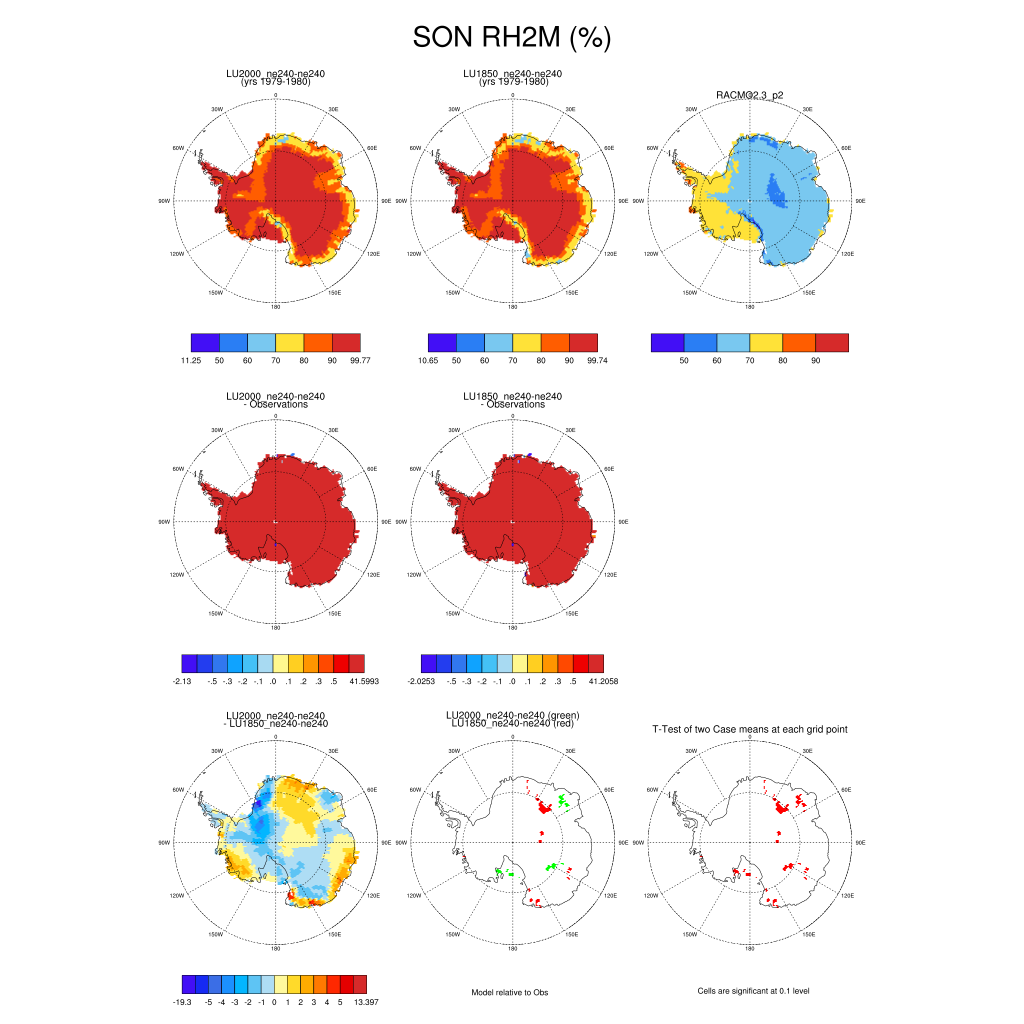 SON RH2M (%)
LU2000_ne240-ne240
(yrs 1979-1980)
LU1850_ne240-ne240
(yrs 1979-1980)
RACMO2.3_p2
0
30E
60E
90E
120E
150E
180
150W
120W
90W
60W
30W
0
30E
60E
90E
120E
150E
180
150W
120W
90W
60W
30W
0
30E
60E
90E
120E
150E
180
150W
120W
90W
60W
30W
11.25 50 60 70 80 90 99.77
10.65 50 60 70 80 90 99.74
50 60 70 80 90
LU2000_ne240-ne240
- Observations
LU1850_ne240-ne240
- Observations
0
30E
60E
90E
120E
150E
180
150W
120W
90W
60W
30W
0
30E
60E
90E
120E
150E
180
150W
120W
90W
60W
30W
-2.13 -.5 -.3 -.2 -.1 .0 .1 .2 .3 .5 41.5993
-2.0253 -.5 -.3 -.2 -.1 .0 .1 .2 .3 .5 41.2058
LU2000_ne240-ne240
- LU1850_ne240-ne240
LU2000_ne240-ne240 (green)
LU1850_ne240-ne240 (red)
T-Test of two Case means at each grid point
0
30E
60E
90E
120E
150E
180
150W
120W
90W
60W
30W
0
30E
60E
90E
120E
150E
180
150W
120W
90W
60W
30W
0
30E
60E
90E
120E
150E
180
150W
120W
90W
60W
30W
-19.3 -5 -4 -3 -2 -1 0 1 2 3 4 5 13.397
Model relative to Obs
Cells are significant at 0.1 level